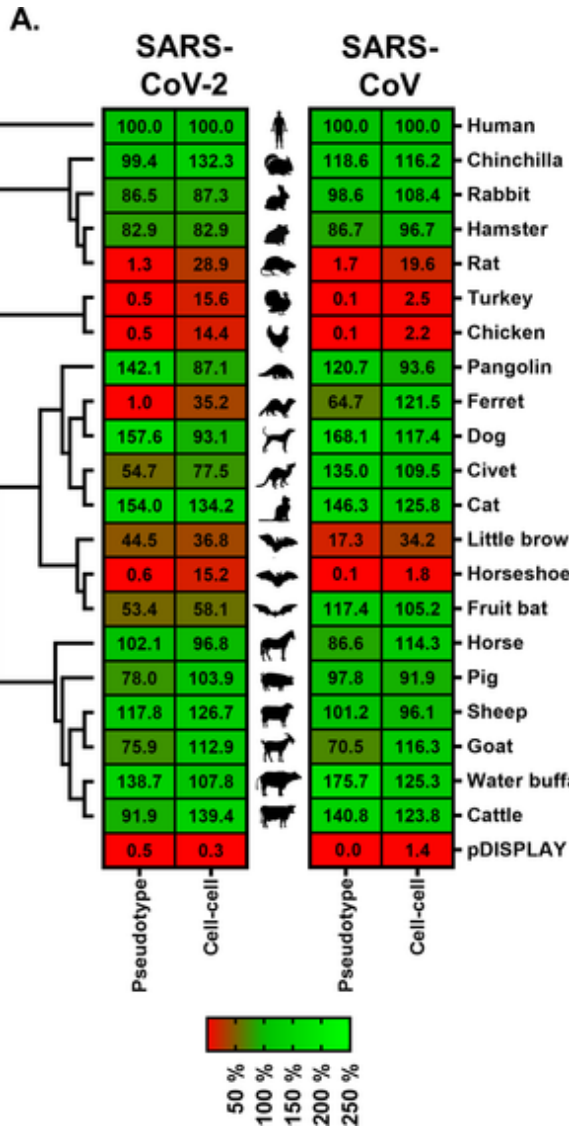 A.
SARS-
CoV-2
SARS-
CoV
100.0 100.0 100.0 100.0 Human
99.4 132.3 118.6 116.2 Chinchilla
86.5 87.3 98.6 108.4 Rabbit
82.9 82.9 86.7 96.7 Hamster
1.3 28.9 1.7 19.6 Rat
0.5 15.6 0.1 2.5 Turkey
0.5 14.4 0.1 2.2 Chicken
142.1 87.1 120.7 93.6 Pangolin
1.0 35.2 64.7 121.5 Ferret
157.6 93.1 168.1 117.4 Dog
54.7 77.5 135.0 109.5 Civet
154.0 134.2 146.3 125.8 Cat
44.5 36.8 17.3 34.2 Little brow
0.6 15.2 0.1 1.8 Horseshoe
53.4 58.1 117.4 105.2 Fruit bat
102.1 96.8 86.6 114.3 Horse
78.0 103.9 97.8 91.9 Pig
117.8 126.7 101.2 96.1 Sheep
75.9 112.9 70.5 116.3 Goat
138.7 107.8 175.7 125.3 Water buffa
91.9 139.4 140.8 123.8 Cattle
0.5 0.3 0.0 1.4 pDISPLAY
Pseudotype
Cell-cell
Pseudotype
Cell-cell
50 %
100 %
150 %
200 %
250 %